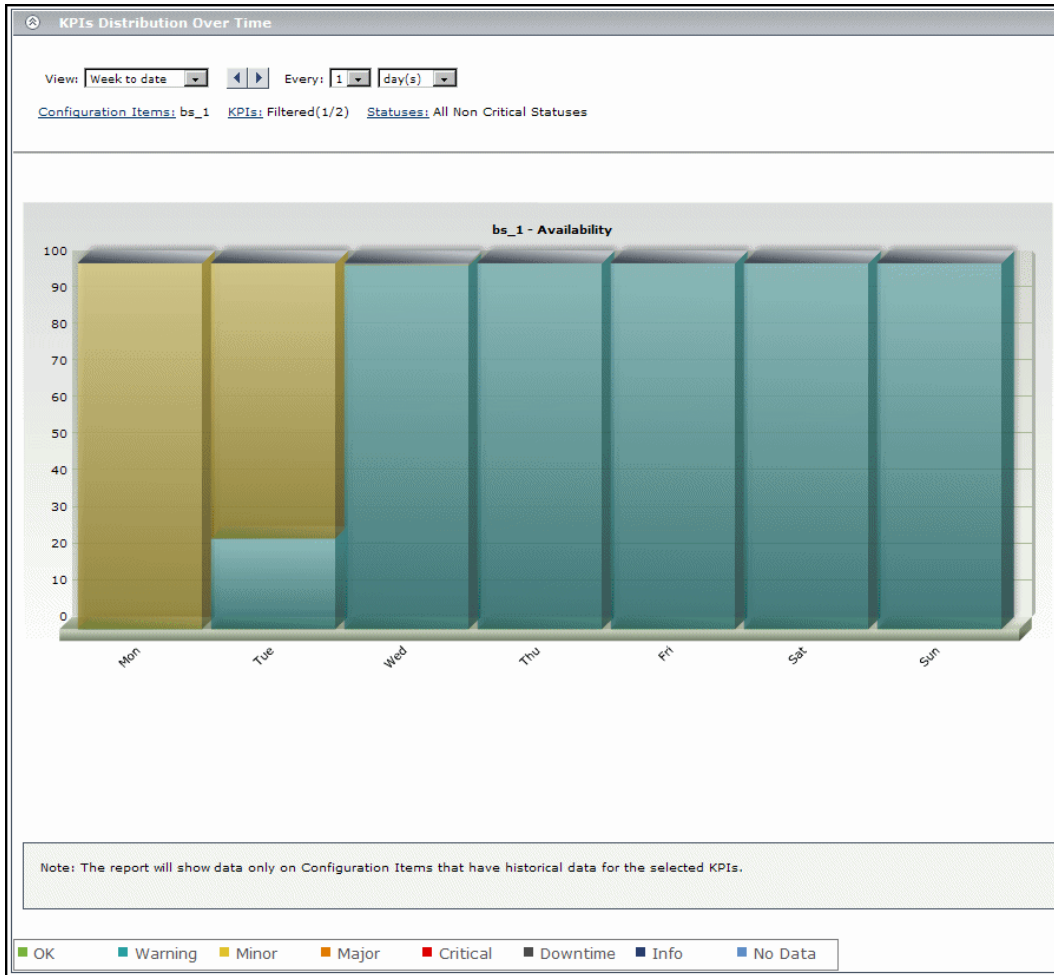 KPIs Distribution Over Time
View: Week to date Every: 1 day(s)
Configuration Items: bs_1 KPIs: Filtered(1/2) Statuses: All Non Critical Statuses
bs_1 - Availability
100
90
80
70
60
50
40
30
20
10
0
Mon Tue Wed Thu Fri Sat Sun
Note: The report will show data only on Configuration Items that have historical data for the selected KPIs.
OK Warning Minor Major Critical Downtime Info No Data